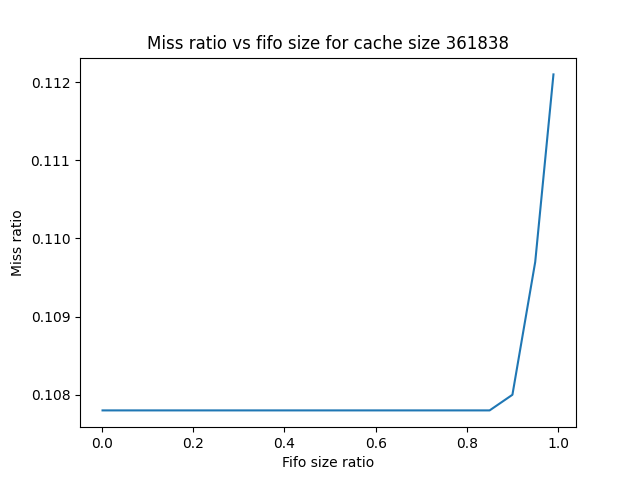 Miss ratio vs fifo size for cache size 361838
0.112
0.111
0.110
0.109
0.108
Miss ratio
0.0 0.2 0.4 0.6 0.8 1.0
Fifo size ratio